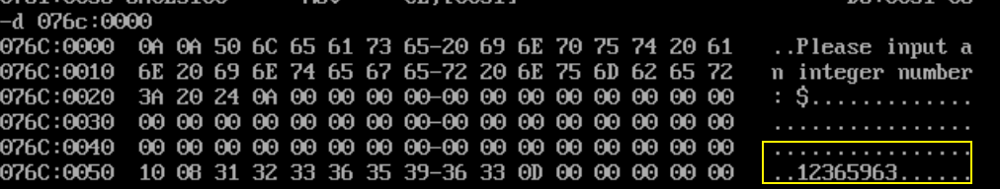 -d 076c:0000
076C:0000 0A 0A 50 6C 65 61 73 65-20 69 6E 70 75 74 20 61 ..Please input a
076C:0010 6E 20 69 6E 74 65 67 65-72 20 6E 75 6D 62 65 72 n integer number
076C:0020 3A 20 24 0A 00 00 00 00-00 00 00 00 00 00 00 00 : $.............
076C:0030 00 00 00 00 00 00 00 00-00 00 00 00 00 00 00 00 ................
076C:0040 00 00 00 00 00 00 00 00-00 00 00 00 00 00 00 00 ................
076C:0050 10 08 31 32 33 36 35 39-36 33 0D 00 00 00 00 00 ..12365963......